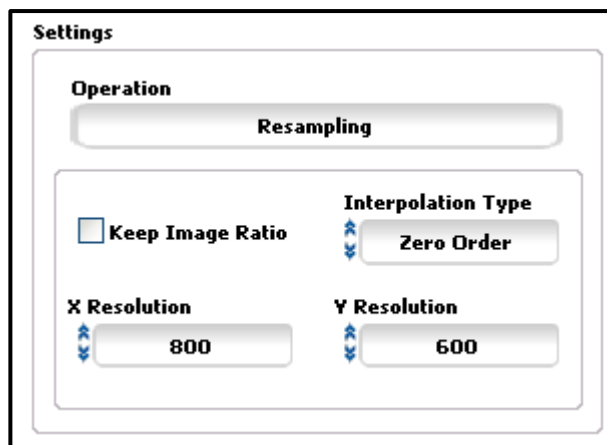 Settings
Operation
Resampling
Interpolation Type
Keep Image Ratio
Zero Order
X Resolution
Y Resolution
800
600